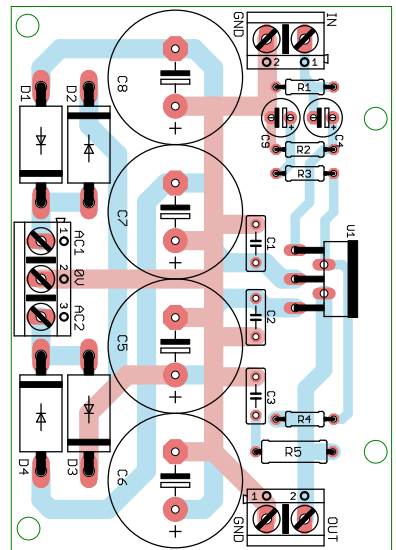 GND
IN
2 1
C8
D1
D2
R1
C9
C4
R2
R3
C7
U1
1
AC1
2
0V
3
AC2
C1
C2
C5
C3
R4
R5
D4
D3
C6
1 2
GND
OUT